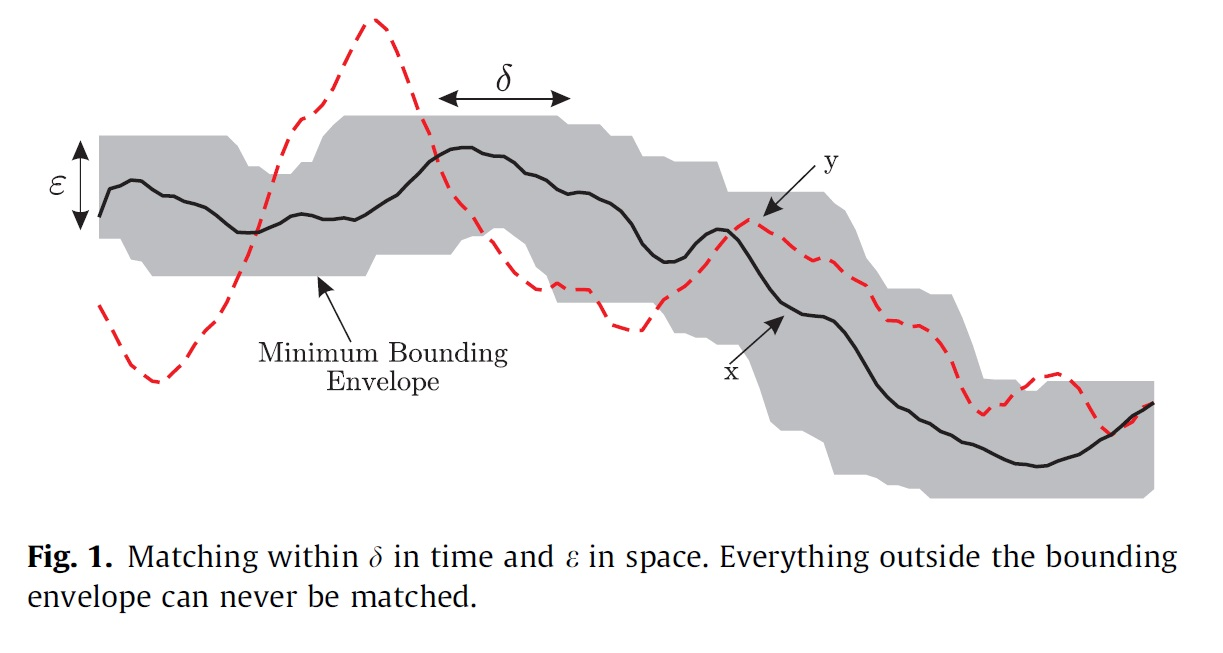 δ
y
ε
Minimum Bounding
Envelope
x
Fig. 1. Matching within δ in time and ε in space. Everything outside the bounding
envelope can never be matched.